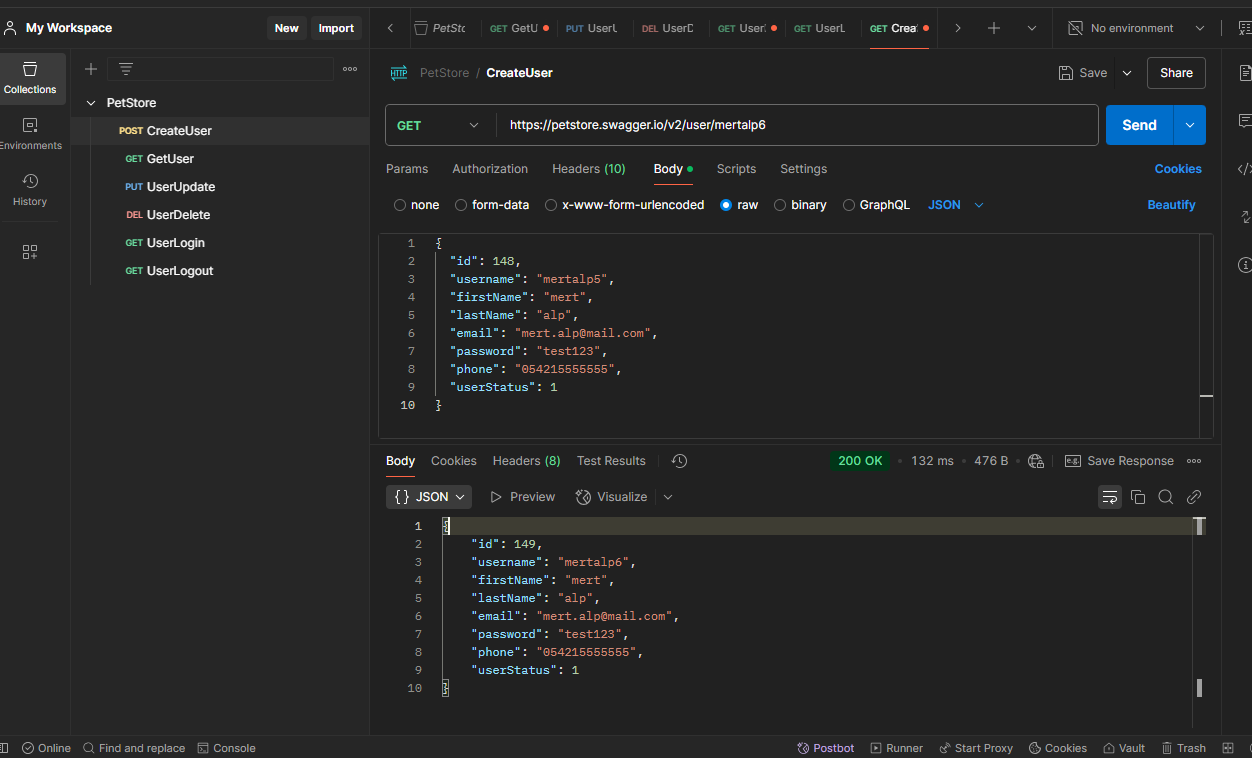 My Workspace New Import
PetStc GET GetU PUT UserU DEL UserD GET User GET UserL GET Crea No environment
Collections
Environments
History
PetStore
POST CreateUser
GET GetUser
PUT UserUpdate
DEL UserDelete
GET UserLogin
GET UserLogout
HTTP PetStore / CreateUser Save Share
GET https://petstore.swagger.io/v2/user/mertalp6 Send
Params Authorization Headers (10) Body Scripts Settings Cookies
none form-data x-www-form-urlencoded raw binary GraphQL JSON Beautify
1 {
2 "id": 148,
3 "username": "mertalp5",
4 "firstName": "mert",
5 "lastName": "alp",
6 "email": "mert.alp@mail.com",
7 "password": "test123",
8 "phone": "054215555555",
9 "userStatus": 1
10 }
Body Cookies Headers (8) Test Results 200 OK • 132 ms • 476 B • e.g. Save Response
{} JSON Preview Visualize
1 {
2 "id": 149,
3 "username": "mertalp6",
4 "firstName": "mert",
5 "lastName": "alp",
6 "email": "mert.alp@mail.com",
7 "password": "test123",
8 "phone": "054215555555",
9 "userStatus": 1
10 }
Online Find and replace Console Postbot Runner Start Proxy Cookies Vault Trash